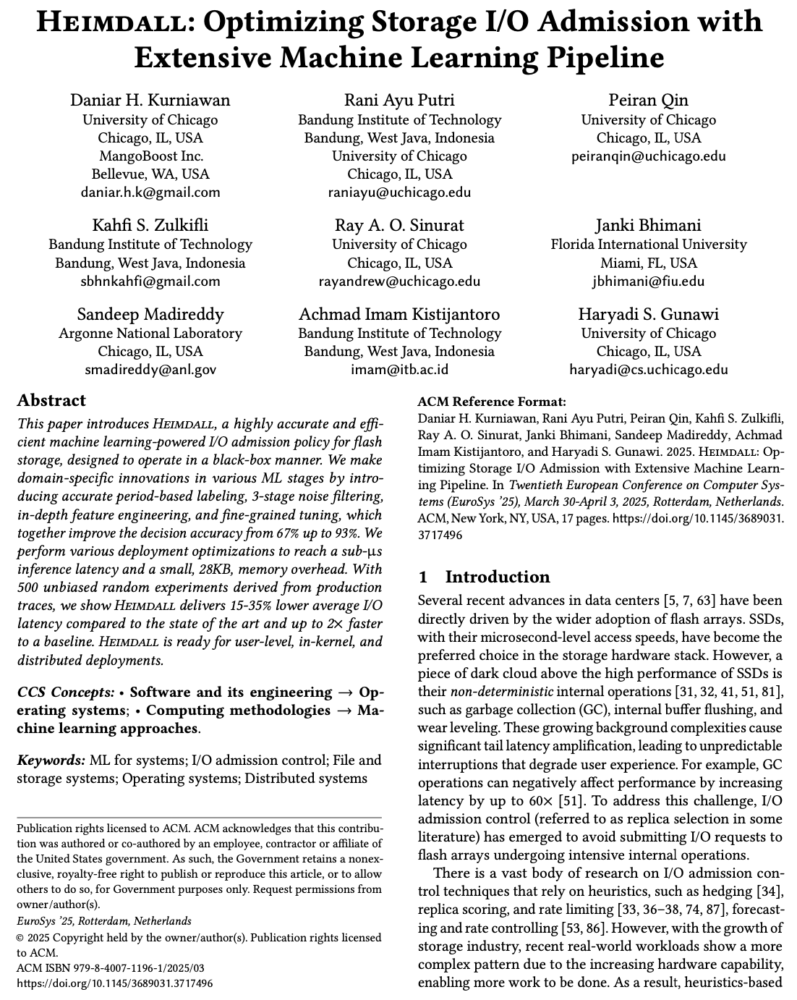 HEIMDALL: Optimizing Storage I/O Admission with
Extensive Machine Learning Pipeline
Daniar H. Kurniawan
University of Chicago
Chicago, IL, USA
MangoBoost Inc.
Bellevue, WA, USA
daniar.h.k@gmail.com
Rani Ayu Putri
Bandung Institute of Technology
Bandung, West Java, Indonesia
University of Chicago
Chicago, IL, USA
raniayu@uchicago.edu
Peiran Qin
University of Chicago
Chicago, IL, USA
peiranqin@uchicago.edu
Kahfi S. Zulkifli
Bandung Institute of Technology
Bandung, West Java, Indonesia
sbhnkahfi@gmail.com
Ray A. O. Sinurat
University of Chicago
Chicago, IL, USA
rayandrew@uchicago.edu
Janki Bhimani
Florida International University
Miami, FL, USA
jbhimani@fiu.edu
Sandeep Madireddy
Argonne National Laboratory
Chicago, IL, USA
smadireddy@anl.gov
Achmad Imam Kistijantoro
Bandung Institute of Technology
Bandung, West Java, Indonesia
imam@itb.ac.id
Haryadi S. Gunawi
University of Chicago
Chicago, IL, USA
haryadi@cs.uchicago.edu
Abstract
This paper introduces HEIMDALL, a highly accurate and effi-
cient machine learning-powered I/O admission policy for flash
storage, designed to operate in a black-box manner. We make
domain-specific innovations in various ML stages by intro-
ducing accurate period-based labeling, 3-stage noise filtering,
in-depth feature engineering, and fine-grained tuning, which
together improve the decision accuracy from 67% up to 93%. We
perform various deployment optimizations to reach a sub-μs
inference latency and a small, 28KB, memory overhead. With
500 unbiased random experiments derived from production
traces, we show HEIMDALL delivers 15-35% lower average I/O
latency compared to the state of the art and up to 2× faster
to a baseline. HEIMDALL is ready for user-level, in-kernel, and
distributed deployments.
CCS Concepts: • Software and its engineering → Op-
erating systems; • Computing methodologies → Ma-
chine learning approaches.
Keywords: ML for systems; I/O admission control; File and
storage systems; Operating systems; Distributed systems
Publication rights licensed to ACM. ACM acknowledges that this contribu-
tion was authored or co-authored by an employee, contractor or affiliate of
the United States government. As such, the Government retains a nonex-
clusive, royalty-free right to publish or reproduce this article, or to allow
others to do so, for Government purposes only. Request permissions from
owner/author(s).
EuroSys ’25, Rotterdam, Netherlands
© 2025 Copyright held by the owner/author(s). Publication rights licensed
to ACM.
ACM ISBN 979-8-4007-1196-1/2025/03
https://doi.org/10.1145/3689031.3717496
ACM Reference Format:
Daniar H. Kurniawan, Rani Ayu Putri, Peiran Qin, Kahfi S. Zulkifli,
Ray A. O. Sinurat, Janki Bhimani, Sandeep Madireddy, Achmad
Imam Kistijantoro, and Haryadi S. Gunawi. 2025. HEIMDALL: Op-
timizing Storage I/O Admission with Extensive Machine Learn-
ing Pipeline. In Twentieth European Conference on Computer Sys-
tems (EuroSys ’25), March 30-April 3, 2025, Rotterdam, Netherlands.
ACM, New York, NY, USA, 17 pages. https://doi.org/10.1145/3689031.
3717496
1 Introduction
Several recent advances in data centers [5, 7, 63] have been
directly driven by the wider adoption of flash arrays. SSDs,
with their microsecond-level access speeds, have become the
preferred choice in the storage hardware stack. However, a
piece of dark cloud above the high performance of SSDs is
their non-deterministic internal operations [31, 32, 41, 51, 81],
such as garbage collection (GC), internal buffer flushing, and
wear leveling. These growing background complexities cause
significant tail latency amplification, leading to unpredictable
interruptions that degrade user experience. For example, GC
operations can negatively affect performance by increasing
latency by up to 60× [51]. To address this challenge, I/O
admission control (referred to as replica selection in some
literature) has emerged to avoid submitting I/O requests to
flash arrays undergoing intensive internal operations.
There is a vast body of research on I/O admission con-
trol techniques that rely on heuristics, such as hedging [34],
replica scoring, and rate limiting [33, 36–38, 74, 87], forecast-
ing and rate controlling [53, 86]. However, with the growth of
storage industry, recent real-world workloads show a more
complex pattern due to the increasing hardware capability,
enabling more work to be done. As a result, heuristics-based